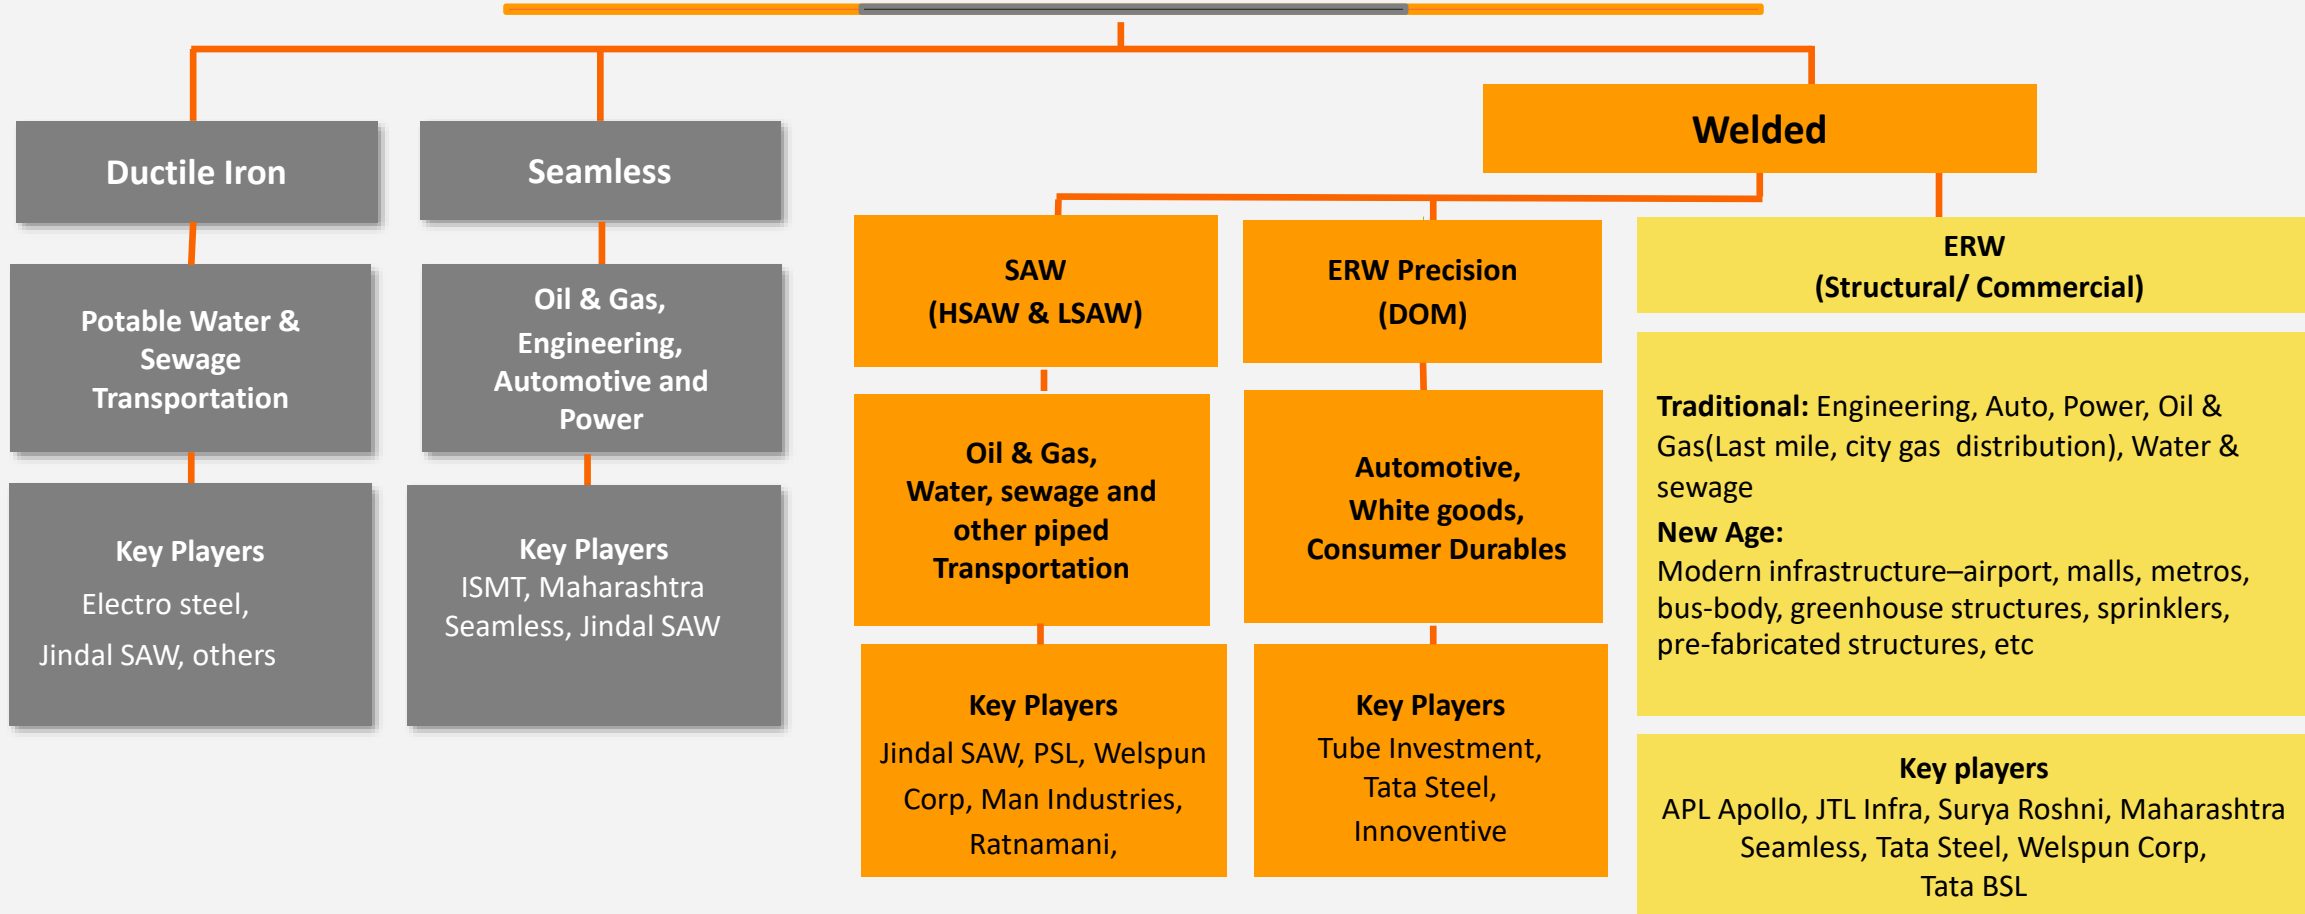 Ductile Iron
Potable Water &
Sewage
Transportation
Key Players
Electro steel,
Jindal SAW, others
Seamless
Oil & Gas,
Engineering,
Automotive and
Power
Key Players
ISMT, Maharashtra
Seamless, Jindal SAW
Welded
SAW
(HSAW & LSAW)
Oil & Gas,
Water, sewage and
other piped
Transportation
Key Players
Jindal SAW, PSL, Welspun
Corp, Man Industries,
Ratnamani,
ERW Precision
(DOM)
Automotive,
White goods,
Consumer Durables
Key Players
Tube Investment,
Tata Steel,
Innoventive
ERW
(Structural/ Commercial)
Traditional: Engineering, Auto, Power, Oil &
Gas(Last mile, city gas distribution), Water &
sewage
New Age:
Modern infrastructure–airport, malls, metros,
bus-body, greenhouse structures, sprinklers,
pre-fabricated structures, etc
Key players
APL Apollo, JTL Infra, Surya Roshni, Maharashtra
Seamless, Tata Steel, Welspun Corp,
Tata BSL